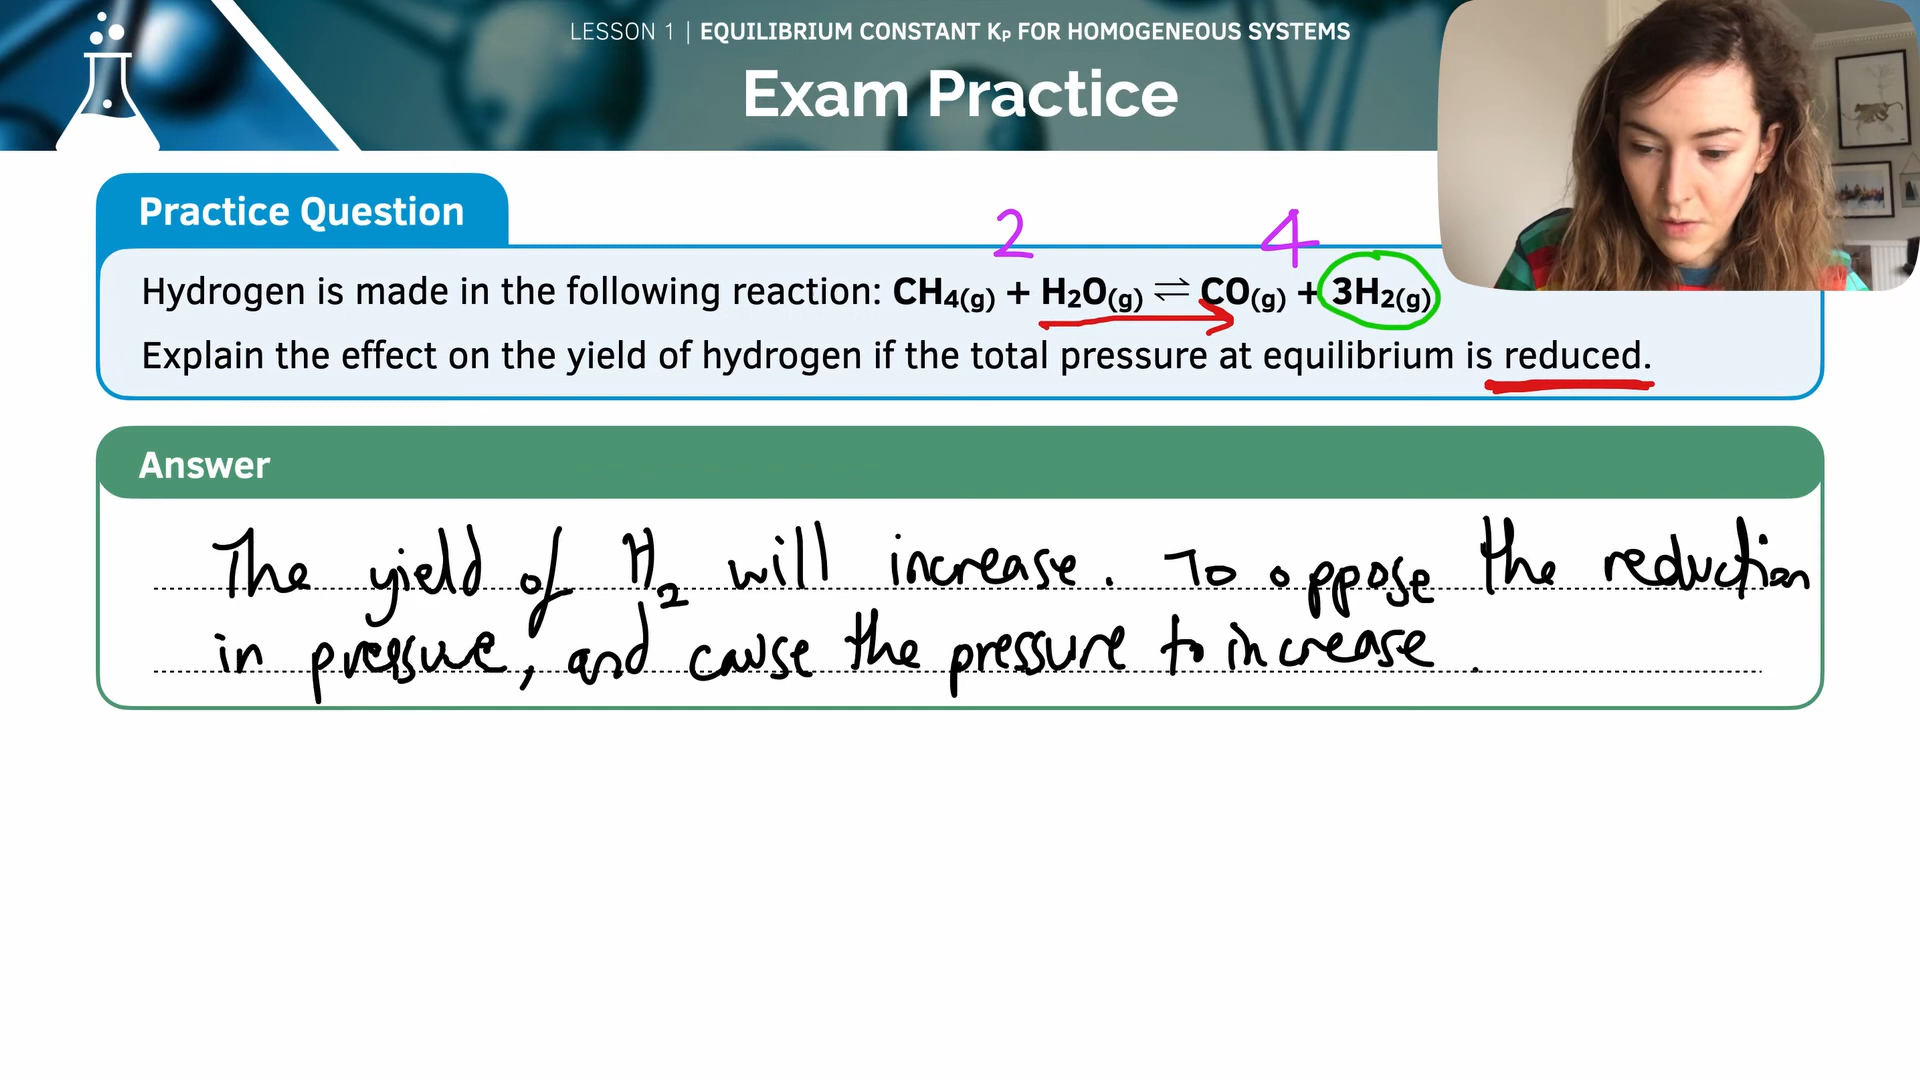 LESSON 1 | EQUILIBRIUM CONSTANT Kp FOR HOMOGENEOUS SYSTEMS
Exam Practice
Practice Question
2 4
Hydrogen is made in the following reaction: CH₄(g) + H₂O(g) ⇌ CO(g) + 3H₂(g)
Explain the effect on the yield of hydrogen if the total pressure at equilibrium is reduced.
Answer
The yield of H₂ will increase. To oppose the reduction
in pressure, and cause the pressure to increase.